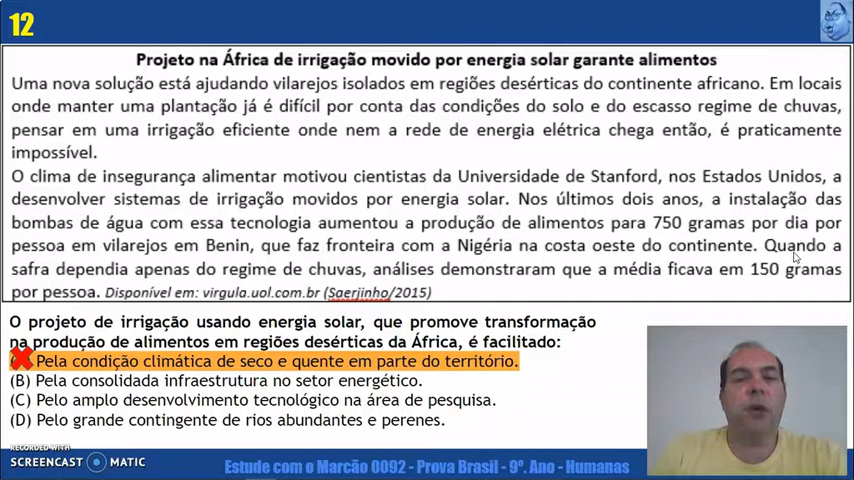 12
Projeto na África de irrigação movido por energia solar garante alimentos
Uma nova solução está ajudando vilarejos isolados em regiões desérticas do continente africano. Em locais
onde manter uma plantação já é difícil por conta das condições do solo e do escasso regime de chuvas,
pensar em uma irrigação eficiente onde nem a rede de energia elétrica chega então, é praticamente
impossível.
O clima de insegurança alimentar motivou cientistas da Universidade de Stanford, nos Estados Unidos, a
desenvolver sistemas de irrigação movidos por energia solar. Nos últimos dois anos, a instalação das
bombas de água com essa tecnologia aumentou a produção de alimentos para 750 gramas por dia por
pessoa em vilarejos em Benin, que faz fronteira com a Nigéria na costa oeste do continente. Quando a
safra dependia apenas do regime de chuvas, análises demonstraram que a média ficava em 150 gramas
por pessoa. Disponível em: virgula.uol.com.br (Saerjinho/2015)
O projeto de irrigação usando energia solar, que promove transformação
na produção de alimentos em regiões desérticas da África, é facilitado:
Pela condição climática de seco e quente em parte do território.
(B) Pela consolidada infraestrutura no setor energético.
(C) Pelo amplo desenvolvimento tecnológico na área de pesquisa.
(D) Pelo grande contingente de rios abundantes e perenes.
RECORDED WITH
SCREENCAST MATIC
Estude com o Marcão 0092 - Prova Brasil - 9º. Ano - Humanas